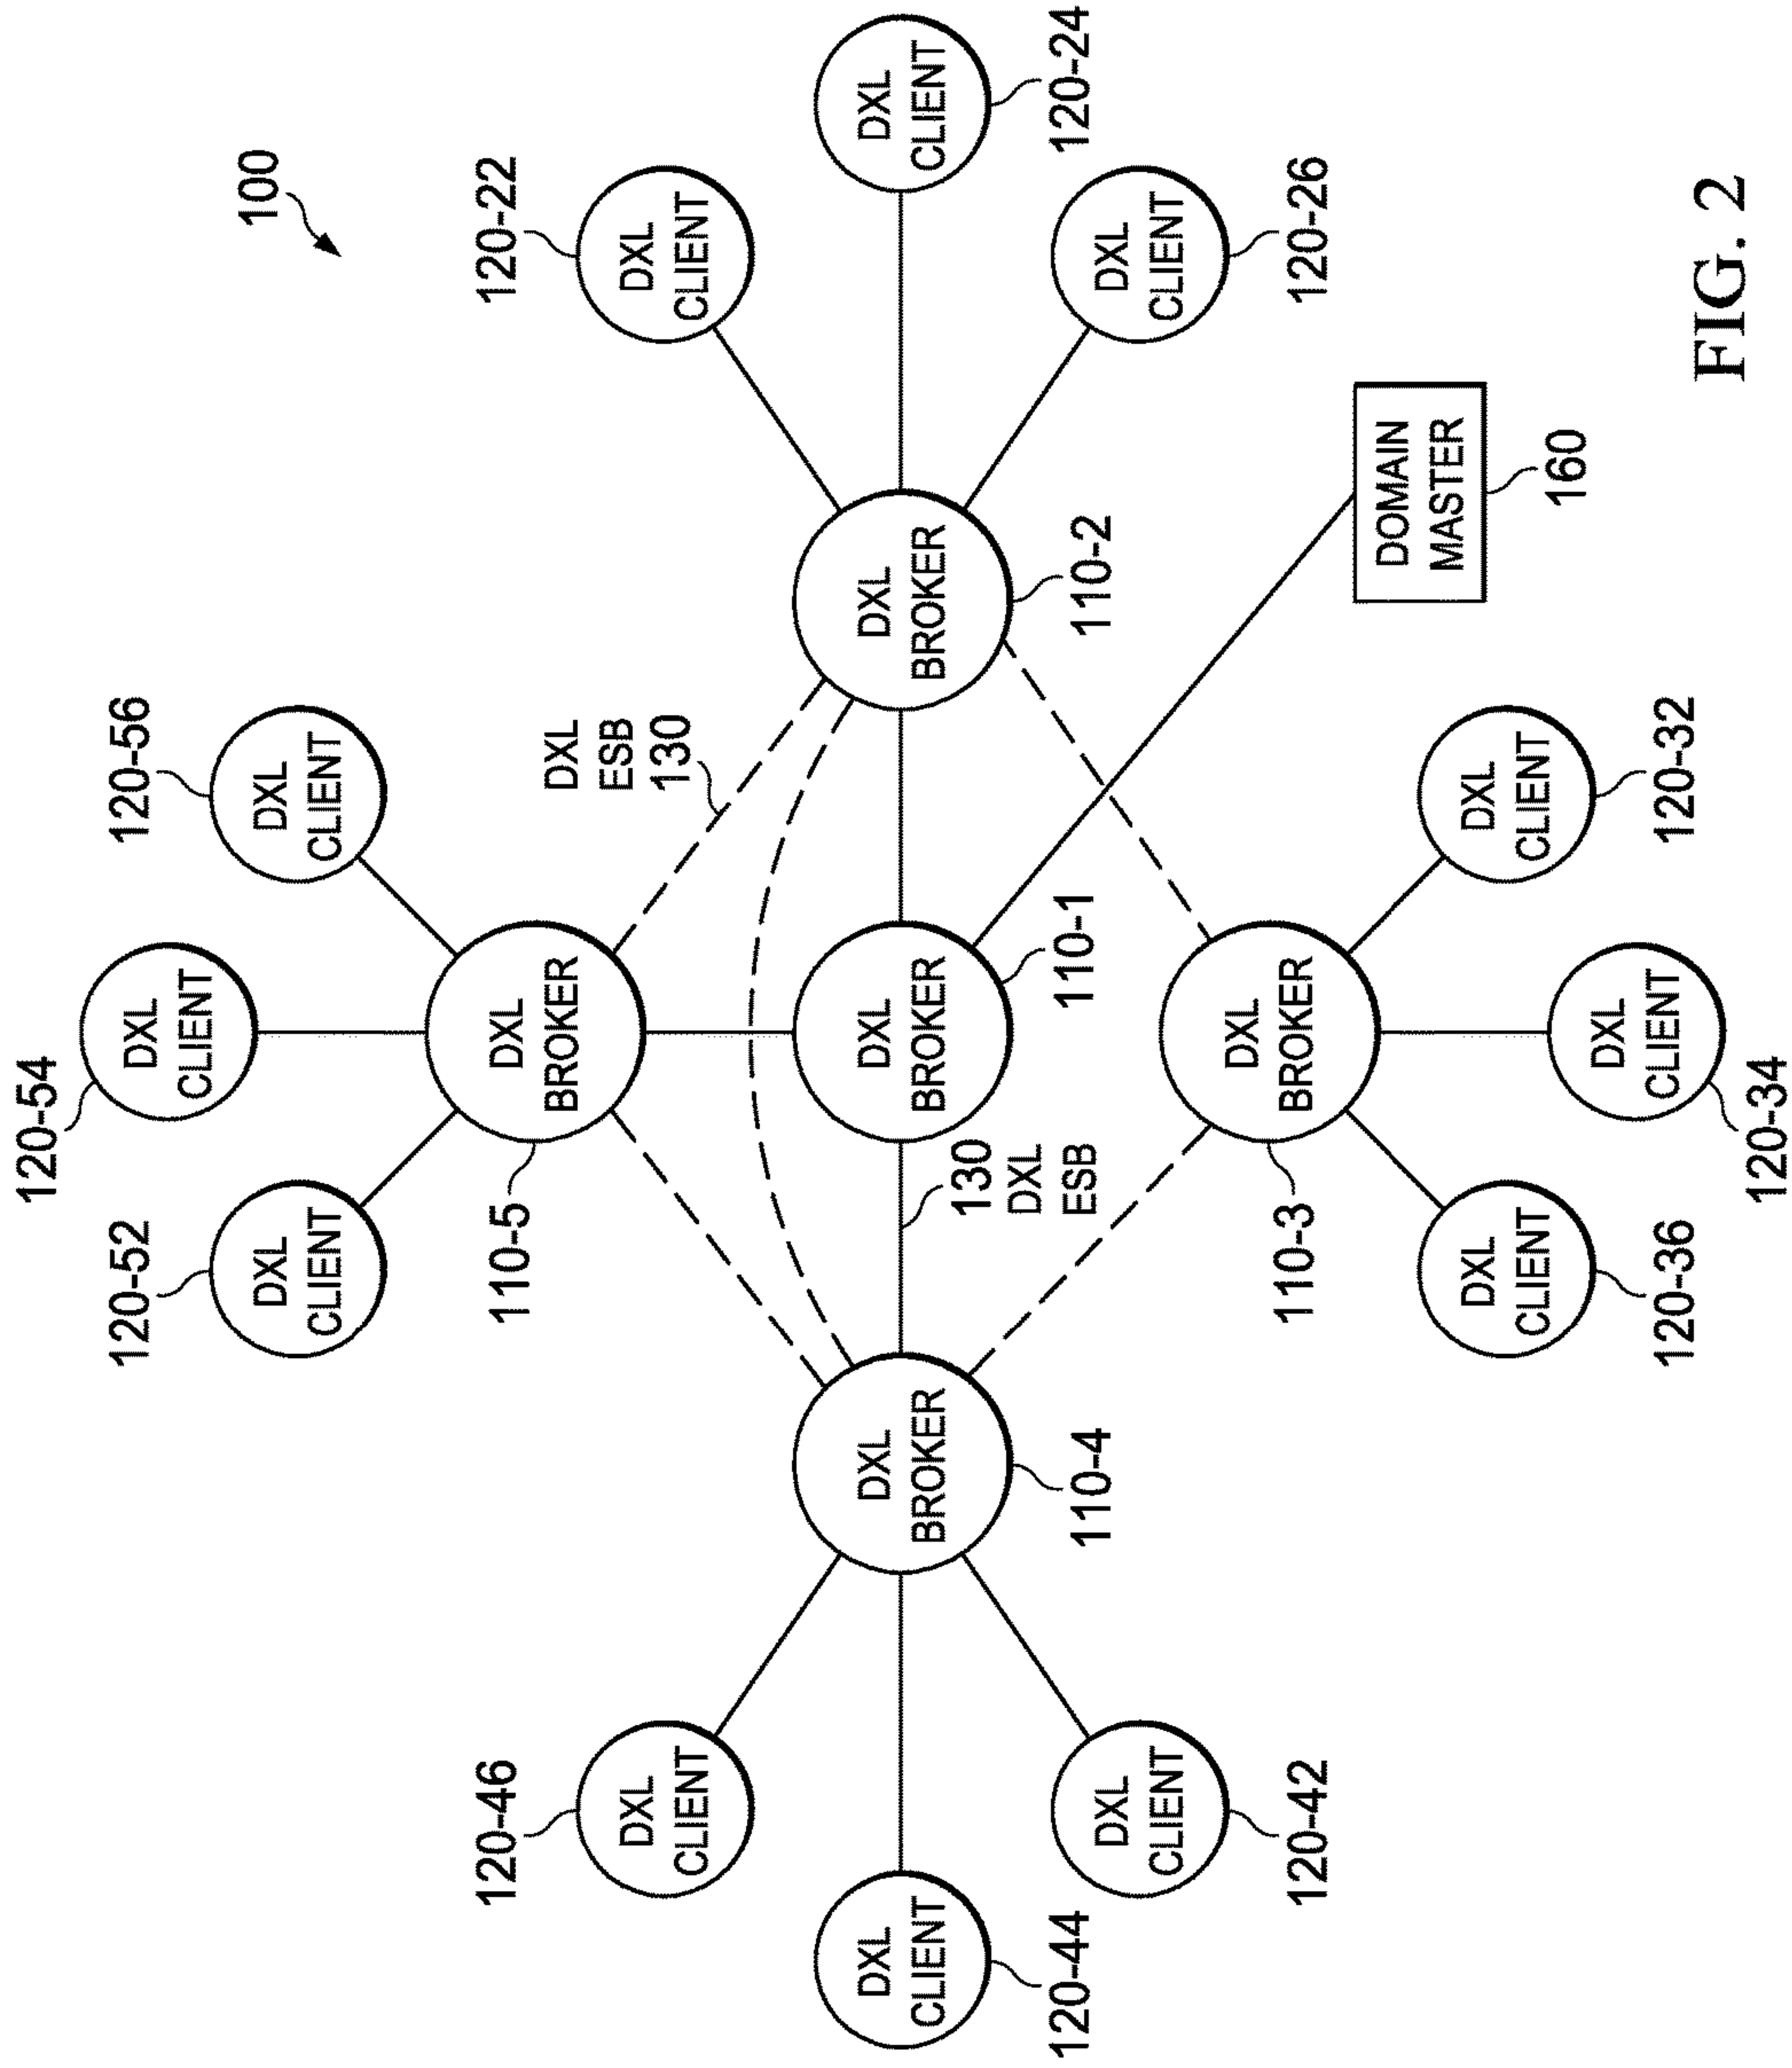 120-54
DXL
CLIENT
100
120-52
DXL
CLIENT
120-56
DXL
CLIENT
120-46
DXL
CLIENT
110-5
DXL
BROKER
DXL
ESB
130
120-22
DXL
CLIENT
DXL
CLIENT
120-44
DXL
BROKER
110-4
130
DXL
ESB
DXL
BROKER
110-1
DXL
BROKER
110-2
DXL
CLIENT
120-24
DXL
CLIENT
120-42
DXL
CLIENT
120-26
110-3
DXL
BROKER
DOMAIN
MASTER
160
DXL
CLIENT
120-36
DXL
CLIENT
120-32
DXL
CLIENT
120-34
FIG. 2